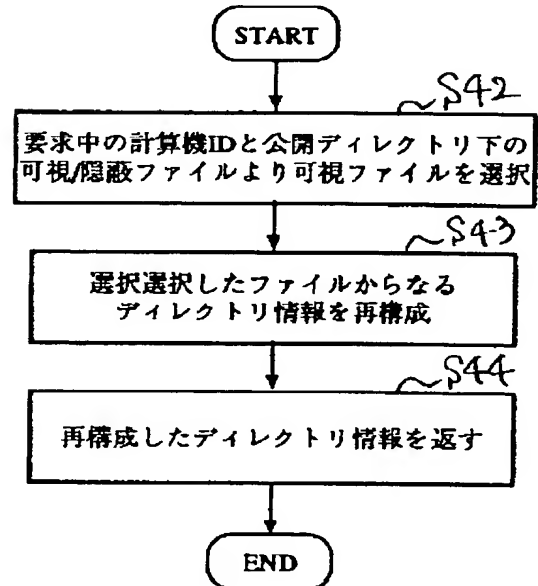 START
S42
要求中の計算機IDと公開ディレクトリ下の
可視/隠蔽ファイルより可視ファイルを選択
S43
選択選択したファイルからなる
ディレクトリ情報を再構成
S44
再構成したディレクトリ情報を返す
END